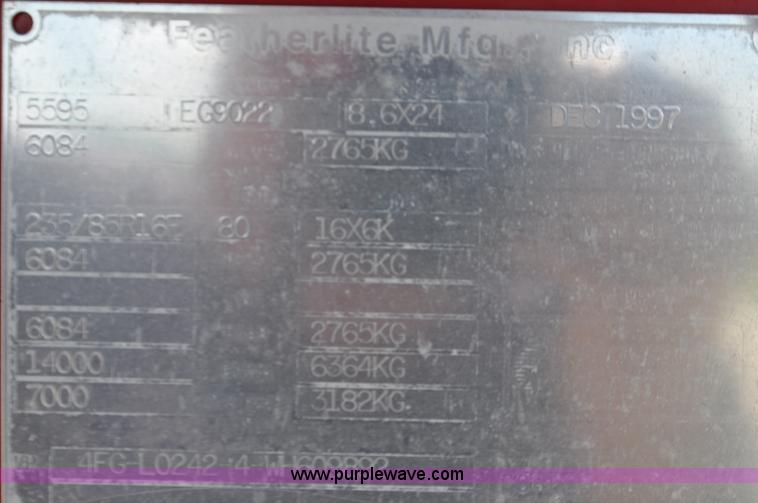 Featherlite Mfg., Inc
5595 EG9022 8.6X24 DEC 1997
6084 2765KG
235/85R16E 80 16X6K
6084 2765KG
6084 2765KG
14000 6364KG
7000 3182KG
www.purplewave.com